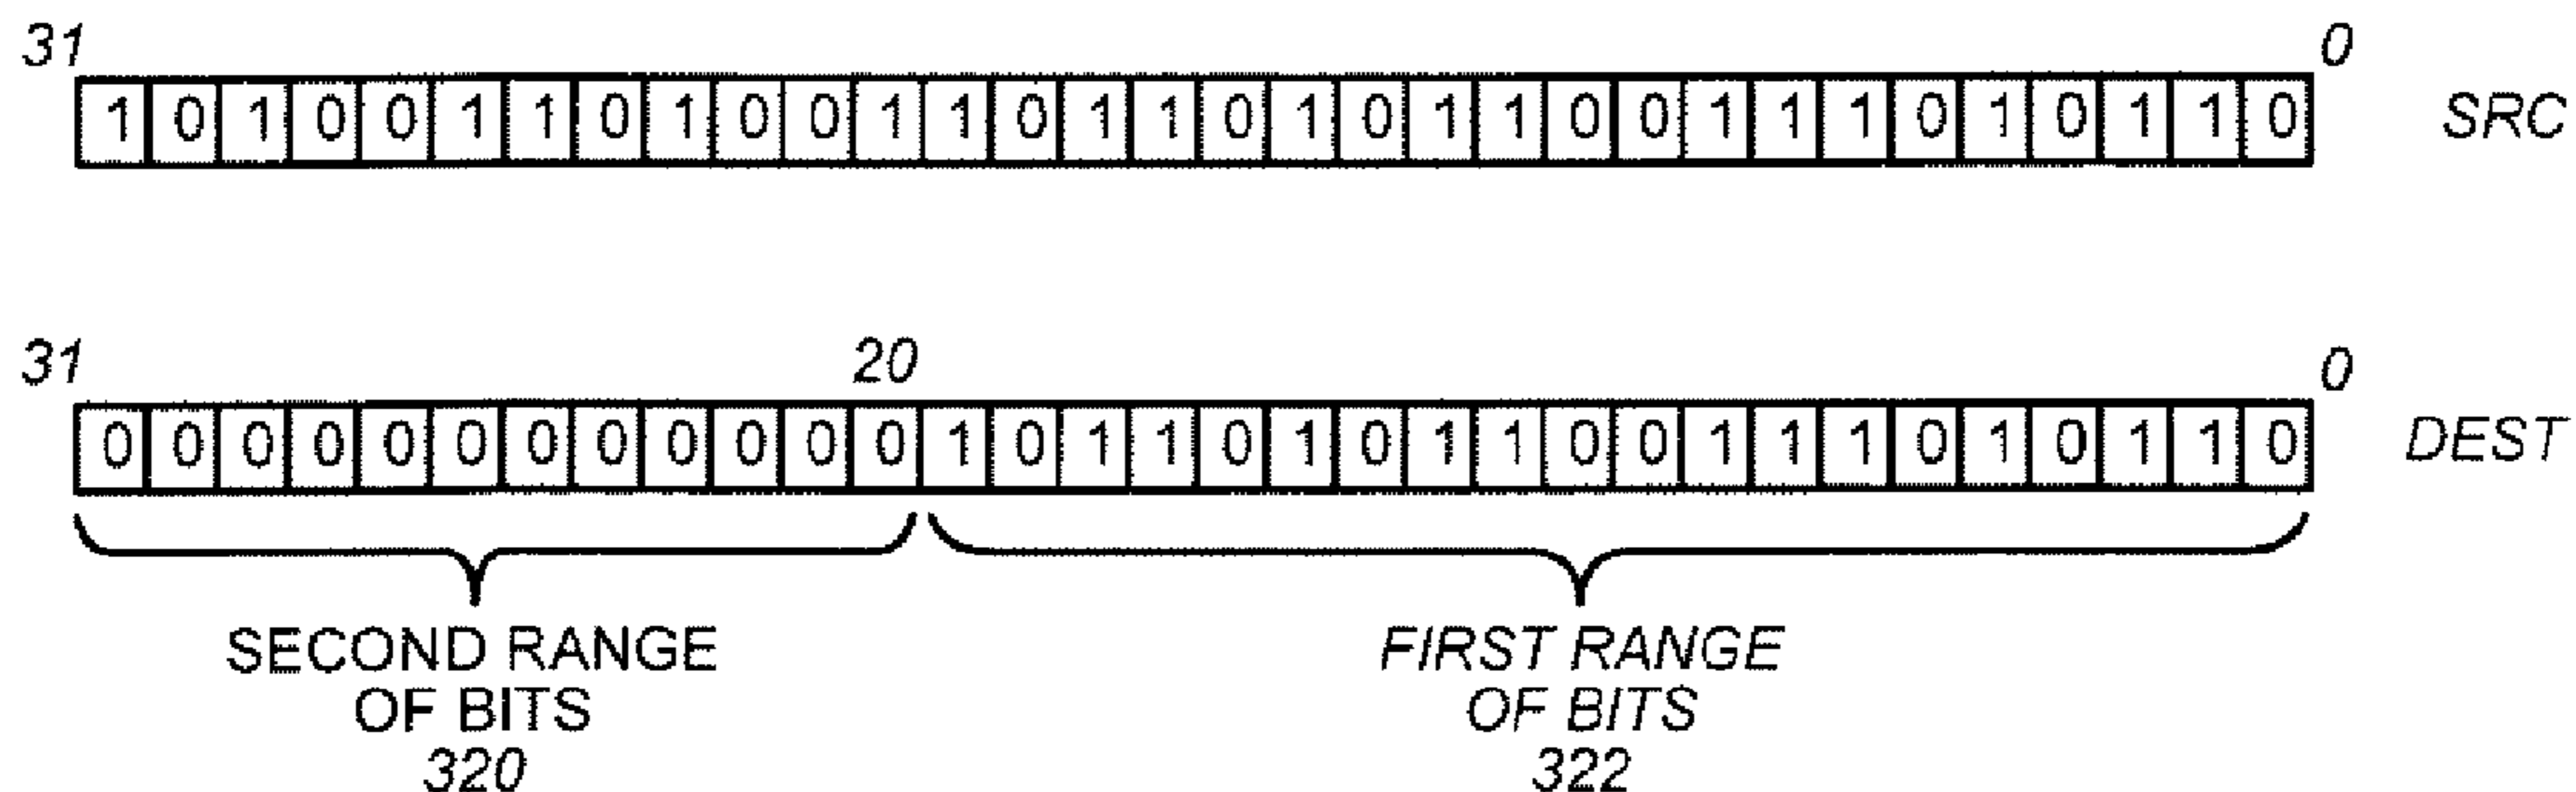 31 0
1 0 1 0 0 1 1 0 1 0 0 1 1 0 1 1 0 1 0 1 1 0 0 1 1 1 0 1 0 1 1 0 SRC
31 20 0
0 0 0 0 0 0 0 0 0 0 0 0 1 0 1 1 0 1 0 1 1 0 0 1 1 1 0 1 0 1 1 0 DEST
SECOND RANGE
OF BITS
320
FIRST RANGE
OF BITS
322